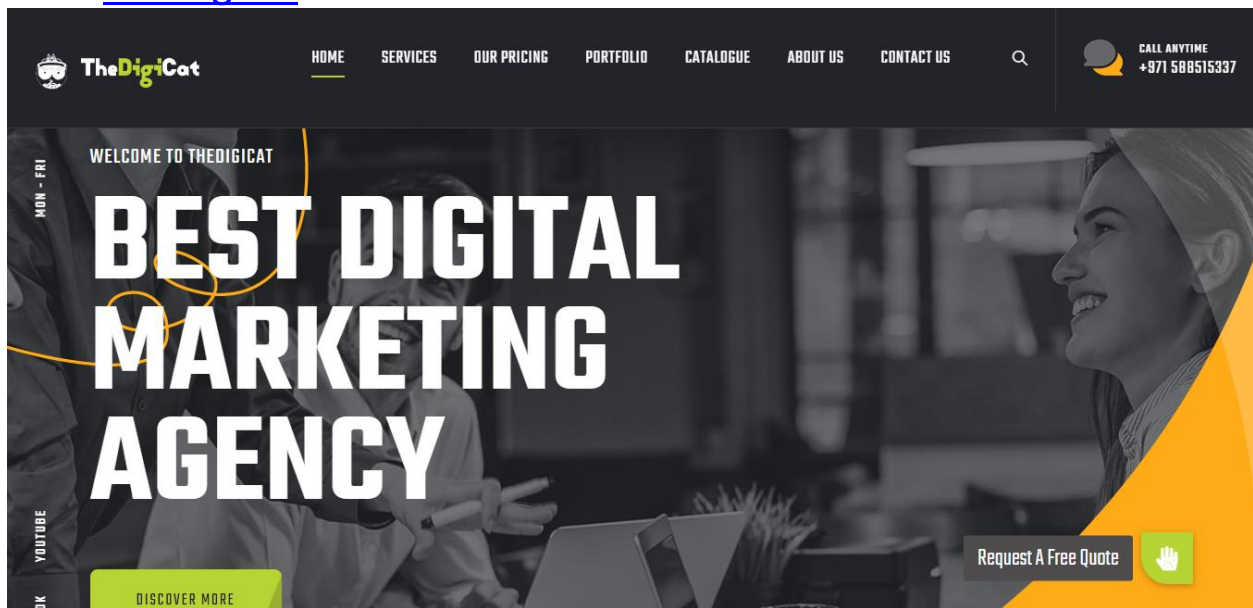 TheDigiCat
HOME SERVICES OUR PRICING PORTFOLIO CATALOGUE ABOUT US CONTACT US
CALL ANYTIME
+971 588515337
MON - FRI
WELCOME TO THEDIGICAT
BEST DIGITAL
MARKETING
AGENCY
YOUTUBE
Request A Free Quote
DISCOVER MORE